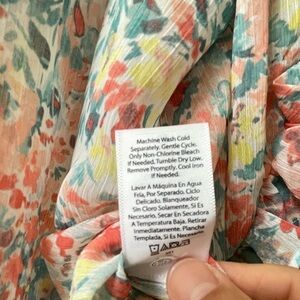 Machine Wash Cold
Separately, Gentle Cycle,
Only Non-Chlorine Bleach
If Needed, Tumble Dry Low.
Remove Promptly. Cool Iron
If Needed.
Lavar A Máquina En Agua
Fría, Por Separado, Ciclo
Delicado. Blanqueador
Sin Cloro Solamente, Si Es
Necesario, Secar En Secadora
A Temperatura Baja, Retirar
Inmediatamente. Plancha
Templada, Si Es Necesario.